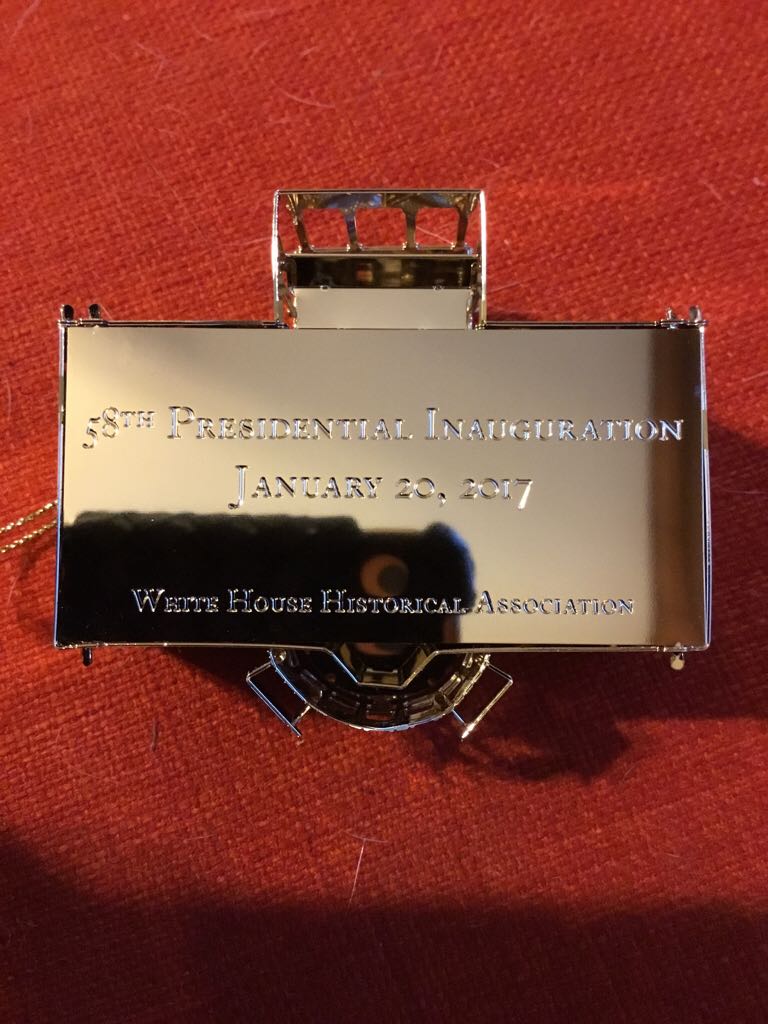 58th Presidential Inauguration
January 20, 2017
White House Historical Association